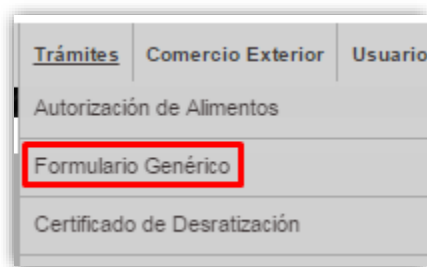 Trámites Comercio Exterior Usuario
Autorización de Alimentos
Formulario Genérico
Certificado de Desratización